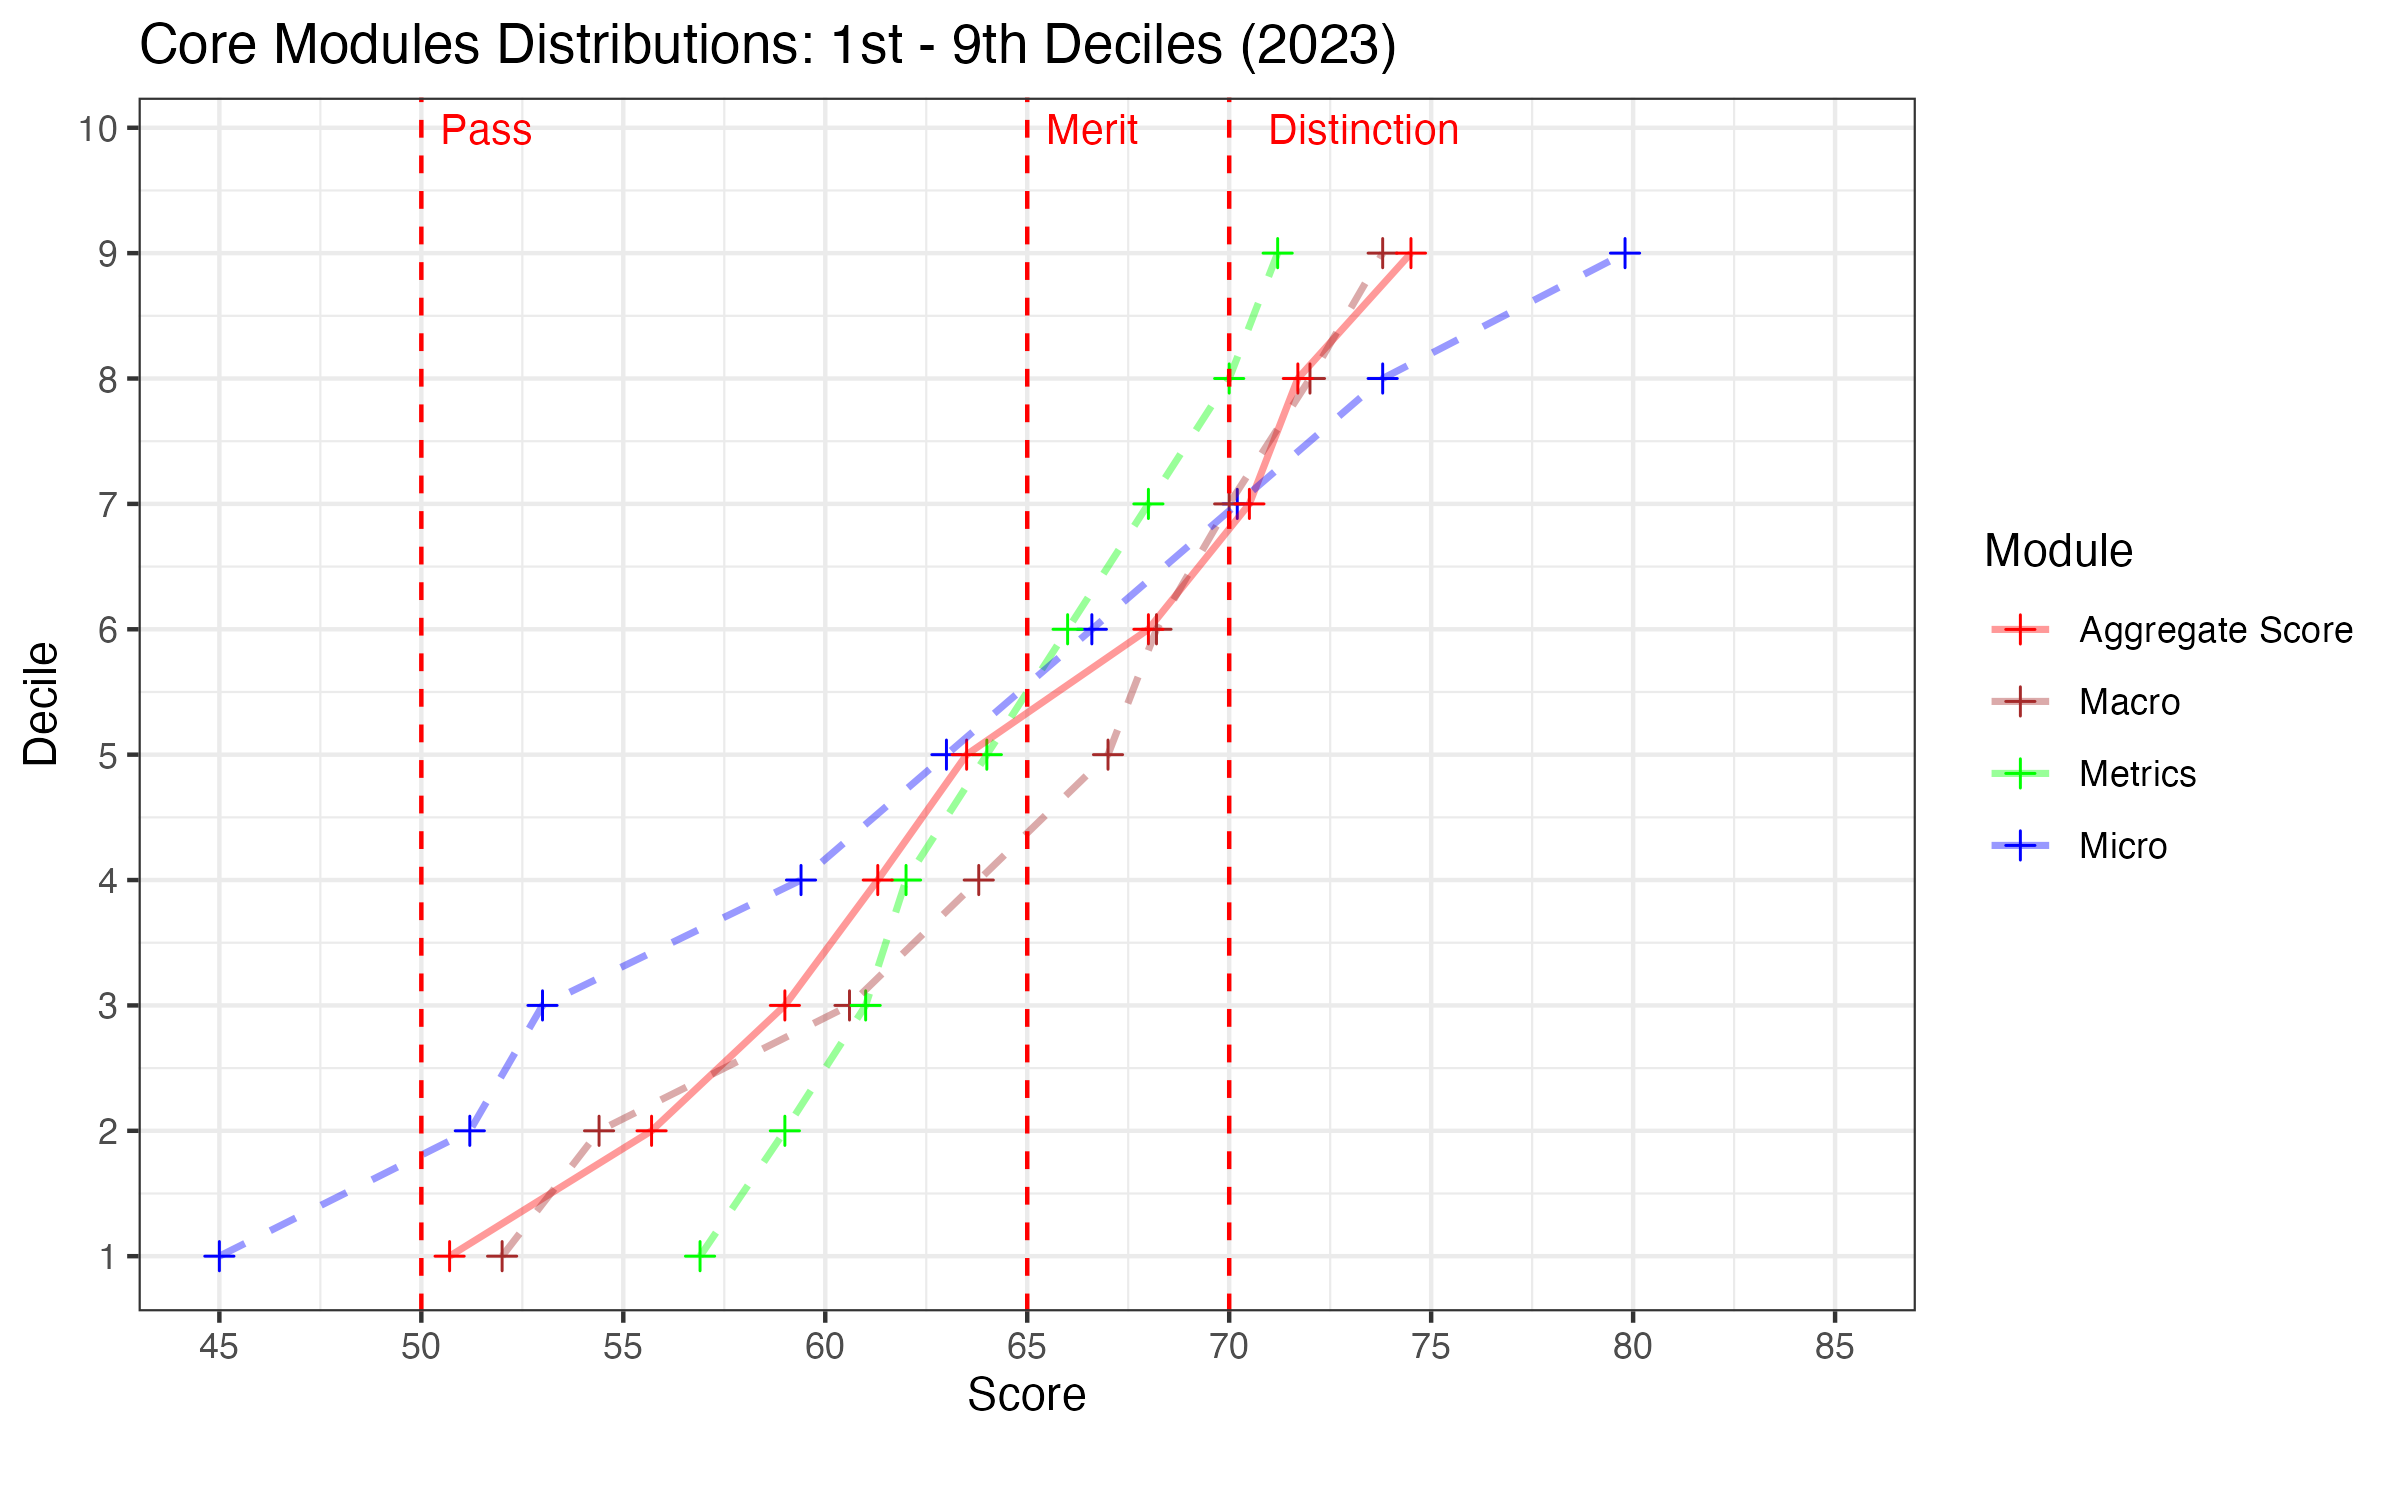 Core Modules Distributions: 1st - 9th Deciles (2023)
Pass
Merit
Distinction
10
9
8
7
6
5
4
3
2
1
Decile
45 50 55 60 65 70 75 80 85
Score
Module
Aggregate Score
Macro
Metrics
Micro